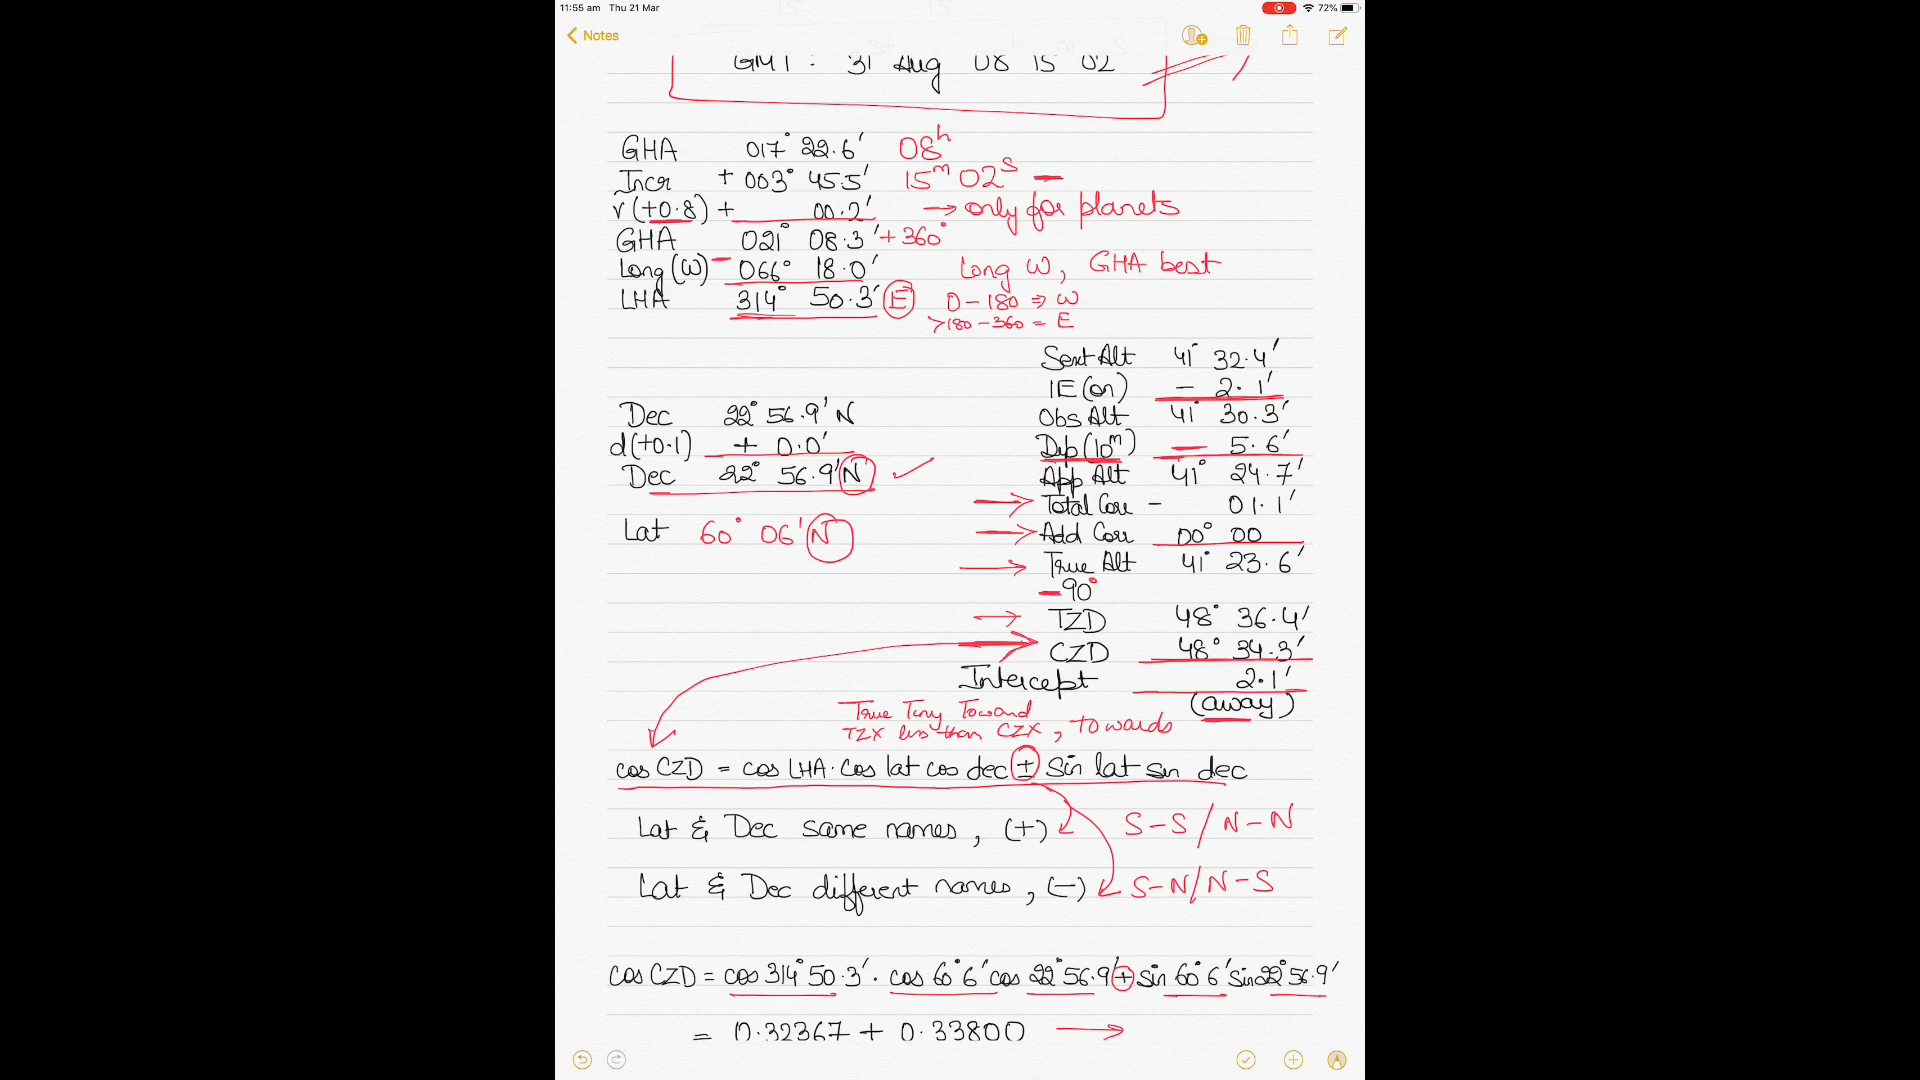 11:55 am Thu 21 Mar 72%
Notes
GMT : 31 Aug 08 15 02
GHA 017° 22.6' 08h
Incr + 003° 45.5' 15m 02s
v (+0.8) + 00.2' → only for planets
GHA 021° 08.3' + 360°
Long (W) - 066° 18.0' Long W, GHA best
LHA 314° 50.3' E 0 - 180 ⇒ W
>180 - 360 = E
Sext Alt 41° 32.4'
IE (on) - 2.1'
Dec 22° 56.9' N Obs Alt 41° 30.3'
d (+0.1) + 0.0' Dip (10m) - 5.6'
Dec 22° 56.9' N App Alt 41° 24.7'
Total Corr - 01.1'
Lat 60° 06' N Add Corr 00° 00
True Alt 41° 23.6'
-90°
TZD 48° 36.4'
CZD 48° 34.3'
Intercept 2.1'
(away)
True Tiny Toward
TZX less than CZX, towards
cos CZD = cos LHA . cos lat cos dec ± sin lat sin dec
Lat & Dec same names, (+) S-S / N-N
Lat & Dec different names, (-) S-N/N-S
cos CZD = cos 314° 50.3' . cos 60° 6' cos 22° 56.9' + sin 60° 6' sin 22° 56.9'
= 0.32367 + 0.33800 →